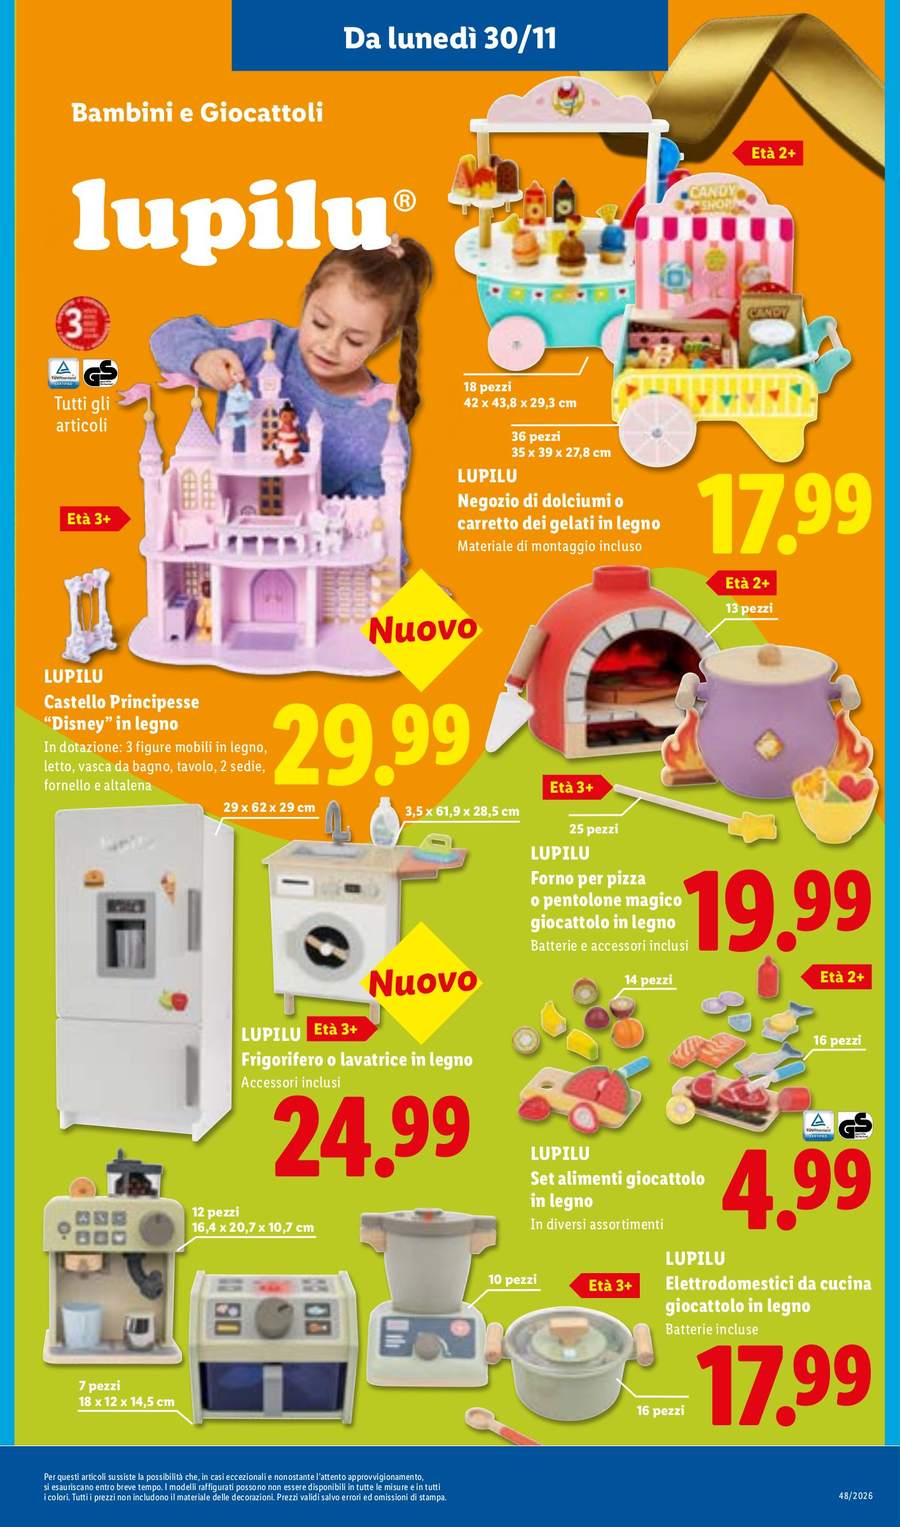 Da lunedì 30/11
Bambini e Giocattoli
lupilu®
Età 2+
CANDY
SHOP
CANDY
3
Tutti gli
articoli
18 pezzi
42 x 43,8 x 29,3 cm
36 pezzi
35 x 39 x 27,8 cm
LUPILU
Negozio di dolciumi o
carretto dei gelati in legno
Materiale di montaggio incluso
17.99
Età 3+
Nuovo
LUPILU
Castello Principesse
“Disney” in legno
In dotazione: 3 figure mobili in legno,
letto, vasca da bagno, tavolo, 2 sedie,
fornello e altalena
29.99
Età 2+
13 pezzi
Età 3+
25 pezzi
LUPILU
Forno per pizza
o pentolone magico
giocattolo in legno
Batterie e accessori inclusi
19.99
29 x 62 x 29 cm
3,5 x 61,9 x 28,5 cm
lupilu
Nuovo
LUPILU
Età 3+
Frigorifero o lavatrice in legno
Accessori inclusi
24.99
14 pezzi
Età 2+
16 pezzi
LUPILU
Set alimenti giocattolo
in legno
In diversi assortimenti
4.99
12 pezzi
16,4 x 20,7 x 10,7 cm
7 pezzi
18 x 12 x 14,5 cm
10 pezzi
Età 3+
16 pezzi
LUPILU
Elettrodomestici da cucina
giocattolo in legno
Batterie incluse
17.99
Per questi articoli sussiste la possibilità che, in casi eccezionali e nonostante l'attento approvvigionamento,
si esauriscano entro breve tempo. I modelli raffigurati possono non essere disponibili in tutte le misure e in tutti
i colori. Tutti i prezzi non includono il materiale delle decorazioni. Prezzi validi salvo errori ed omissioni di stampa.
48/2026